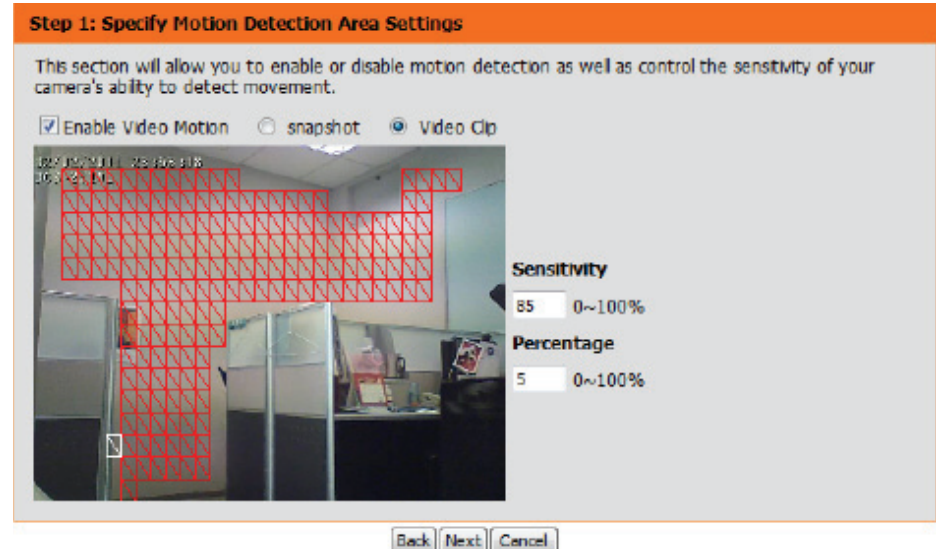 Step 1: Specify Motion Detection Area Settings
This section will allow you to enable or disable motion detection as well as control the sensitivity of your
camera's ability to detect movement.
Enable Video Motion snapshot Video Clip
Sensitivity
85 0~100%
Percentage
5 0~100%
Back Next Cancel